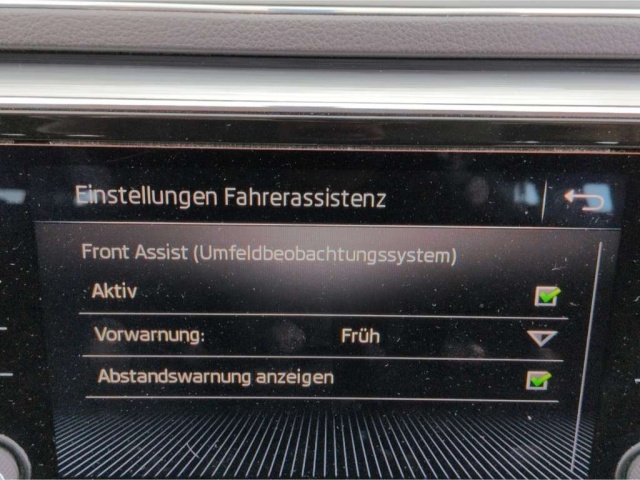 Einstellungen Fahrerassistenz
Front Assist (Umfeldbeobachtungssystem)
Aktiv
Vorwarnung: Früh
Abstandswarnung anzeigen